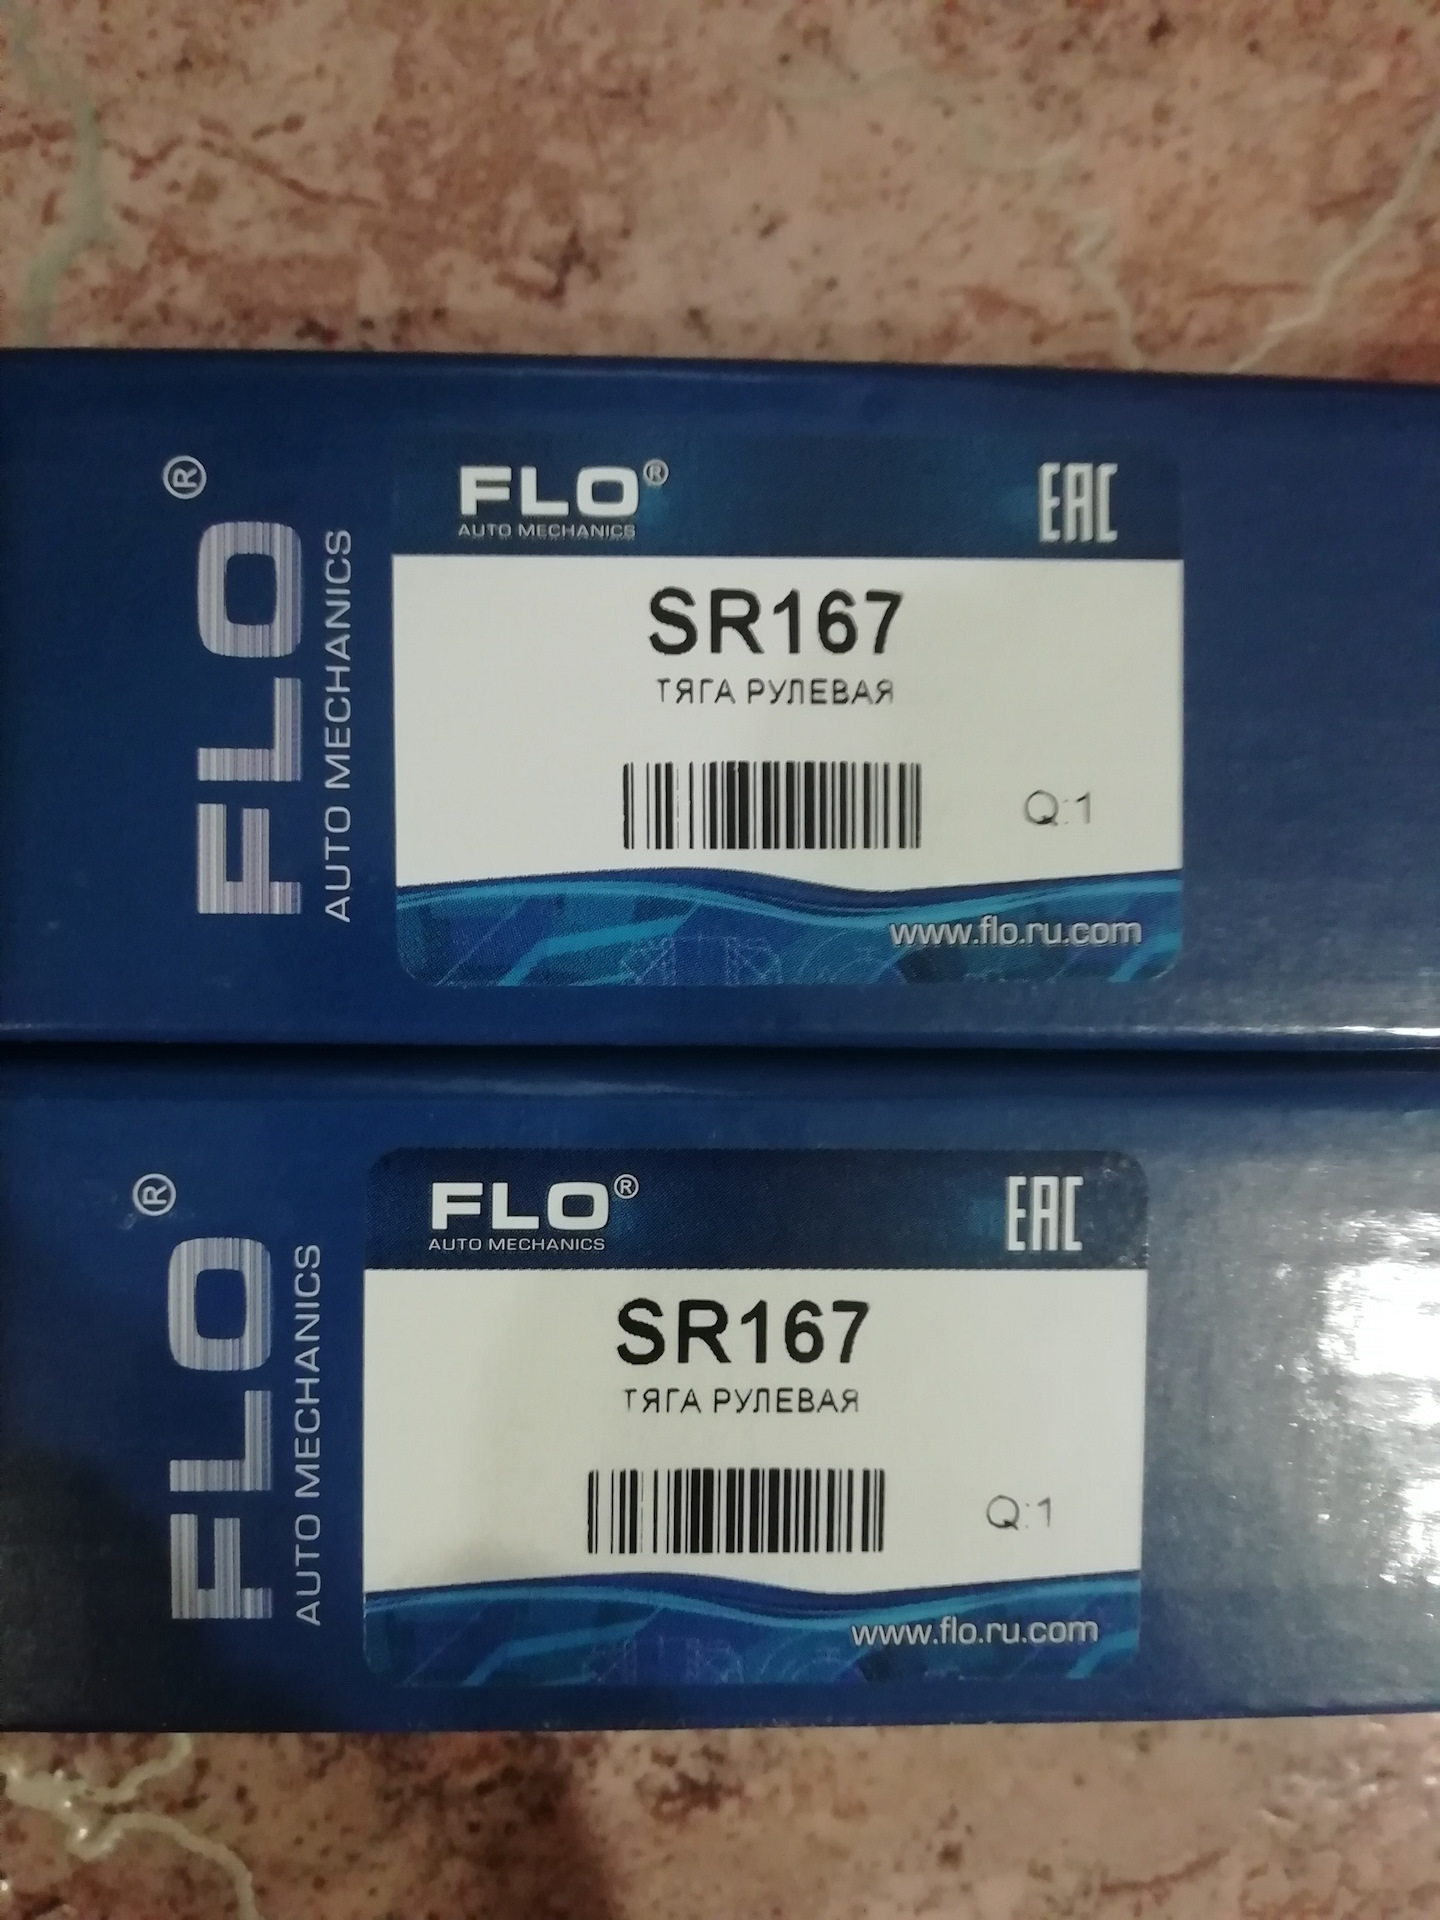 FLO®
AUTO MECHANICS
FLO®
AUTO MECHANICS
EAC
SR167
ТЯГА РУЛЕВАЯ
Q:1
www.flo.ru.com
FLO®
AUTO MECHANICS
FLO®
AUTO MECHANICS
EAC
SR167
ТЯГА РУЛЕВАЯ
Q:1
www.flo.ru.com